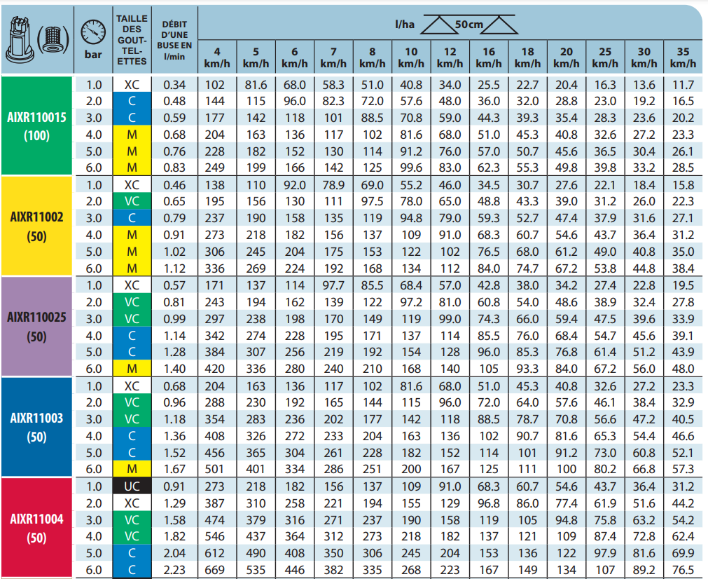 bar
TAILLE DES GOUT- TEL- ETTES
DÉBIT D'UNE BUSE EN l/min
l/ha 50cm
4 km/h 5 km/h 6 km/h 7 km/h 8 km/h 10 km/h 12 km/h 16 km/h 18 km/h 20 km/h 25 km/h 30 km/h 35 km/h
AIXR110015 (100)
1.0 XC 0.34 102 81.6 68.0 58.3 51.0 40.8 34.0 25.5 22.7 20.4 16.3 13.6 11.7
2.0 C 0.48 144 115 96.0 82.3 72.0 57.6 48.0 36.0 32.0 28.8 23.0 19.2 16.5
3.0 C 0.59 177 142 118 101 88.5 70.8 59.0 44.3 39.3 35.4 28.3 23.6 20.2
4.0 M 0.68 204 163 136 117 102 81.6 68.0 51.0 45.3 40.8 32.6 27.2 23.3
5.0 M 0.76 228 182 152 130 114 91.2 76.0 57.0 50.7 45.6 36.5 30.4 26.1
6.0 M 0.83 249 199 166 142 125 99.6 83.0 62.3 55.3 49.8 39.8 33.2 28.5
AIXR11002 (50)
1.0 XC 0.46 138 110 92.0 78.9 69.0 55.2 46.0 34.5 30.7 27.6 22.1 18.4 15.8
2.0 VC 0.65 195 156 130 111 97.5 78.0 65.0 48.8 43.3 39.0 31.2 26.0 22.3
3.0 C 0.79 237 190 158 135 119 94.8 79.0 59.3 52.7 47.4 37.9 31.6 27.1
4.0 M 0.91 273 218 182 156 137 109 91.0 68.3 60.7 54.6 43.7 36.4 31.2
5.0 M 1.02 306 245 204 175 153 122 102 76.5 68.0 61.2 49.0 40.8 35.0
6.0 M 1.12 336 269 224 192 168 134 112 84.0 74.7 67.2 53.8 44.8 38.4
AIXR110025 (50)
1.0 XC 0.57 171 137 114 97.7 85.5 68.4 57.0 42.8 38.0 34.2 27.4 22.8 19.5
2.0 VC 0.81 243 194 162 139 122 97.2 81.0 60.8 54.0 48.6 38.9 32.4 27.8
3.0 VC 0.99 297 238 198 170 149 119 99.0 74.3 66.0 59.4 47.5 39.6 33.9
4.0 C 1.14 342 274 228 195 171 137 114 85.5 76.0 68.4 54.7 45.6 39.1
5.0 C 1.28 384 307 256 219 192 154 128 96.0 85.3 76.8 61.4 51.2 43.9
6.0 M 1.40 420 336 280 240 210 168 140 105 93.3 84.0 67.2 56.0 48.0
AIXR11003 (50)
1.0 XC 0.68 204 163 136 117 102 81.6 68.0 51.0 45.3 40.8 32.6 27.2 23.3
2.0 VC 0.96 288 230 192 165 144 115 96.0 72.0 64.0 57.6 46.1 38.4 32.9
3.0 VC 1.18 354 283 236 202 177 142 118 88.5 78.7 70.8 56.6 47.2 40.5
4.0 C 1.36 408 326 272 233 204 163 136 102 90.7 81.6 65.3 54.4 46.6
5.0 C 1.52 456 365 304 261 228 182 152 114 101 91.2 73.0 60.8 52.1
6.0 M 1.67 501 401 334 286 251 200 167 125 111 100 80.2 66.8 57.3
AIXR11004 (50)
1.0 UC 0.91 273 218 182 156 137 109 91.0 68.3 60.7 54.6 43.7 36.4 31.2
2.0 XC 1.29 387 310 258 221 194 155 129 96.8 86.0 77.4 61.9 51.6 44.2
3.0 VC 1.58 474 379 316 271 237 190 158 119 105 94.8 75.8 63.2 54.2
4.0 VC 1.82 546 437 364 312 273 218 182 137 121 109 87.4 72.8 62.4
5.0 C 2.04 612 490 408 350 306 245 204 153 136 122 97.9 81.6 69.9
6.0 C 2.23 669 535 446 382 335 268 223 167 149 134 107 89.2 76.5